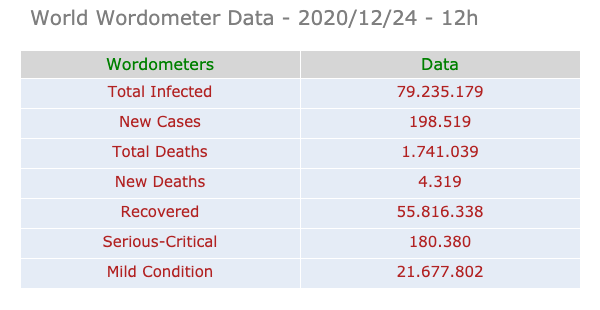 World Wordometer Data - 2020/12/24 - 12h
Wordometers Data
Total Infected 79.235.179
New Cases 198.519
Total Deaths 1.741.039
New Deaths 4.319
Recovered 55.816.338
Serious-Critical 180.380
Mild Condition 21.677.802